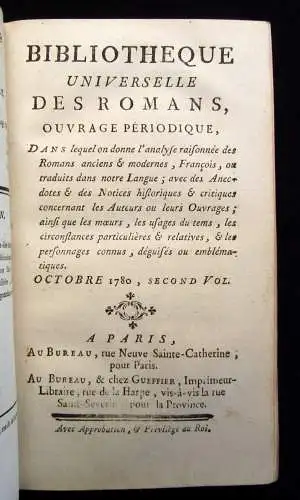 BIBLIOTHEQUE
UNIVERSELLE
DES ROMANS,
OUVRAGE PÉRIODIQUE,
DANS lequel on donne l'analyse raisonnée des
Romans anciens & modernes, François, ou
traduits dans notre Langue; avec des Anec-
dotes & des Notices historiques & critiques
concernant les Auteurs ou leurs Ouvrages;
ainsi que les mœurs, les usages du tems, les
circonstances particulières & relatives, & les
personnages connus, déguisés ou embléma-
tiques.
OCTOBRE 1780, SECOND VOL.
A PARIS,
AU BUREAU, rue Neuve Sainte-Catherine;
pour Paris.
AU BUREAU, & chez GUEFFIER, Imprimeur-
Libraire, rue de la Harpe, vis-à-vis la rue
Saint-Severin pour la Province.
Avec Approbation, & Privilége au Roi.